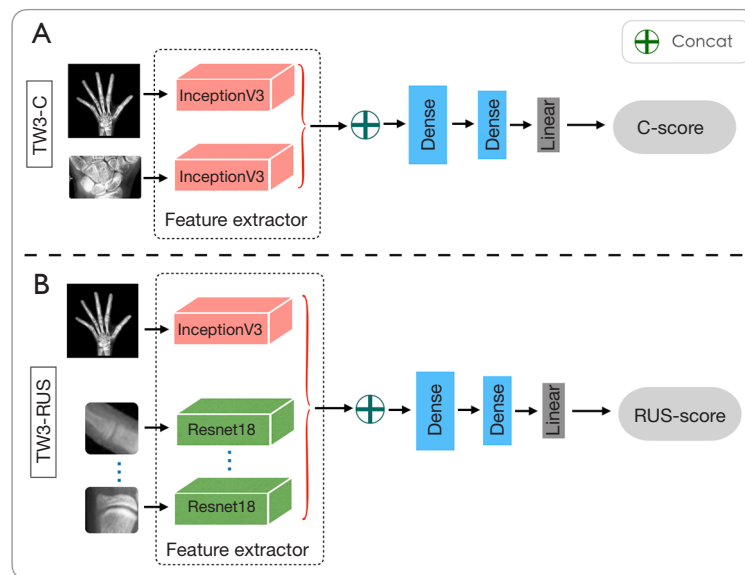 A
Concat
TW3-C
InceptionV3
InceptionV3
Feature extractor
Dense
Dense
Linear
C-score
B
TW3-RUS
InceptionV3
Resnet18
Resnet18
Feature extractor
Dense
Dense
Linear
RUS-score